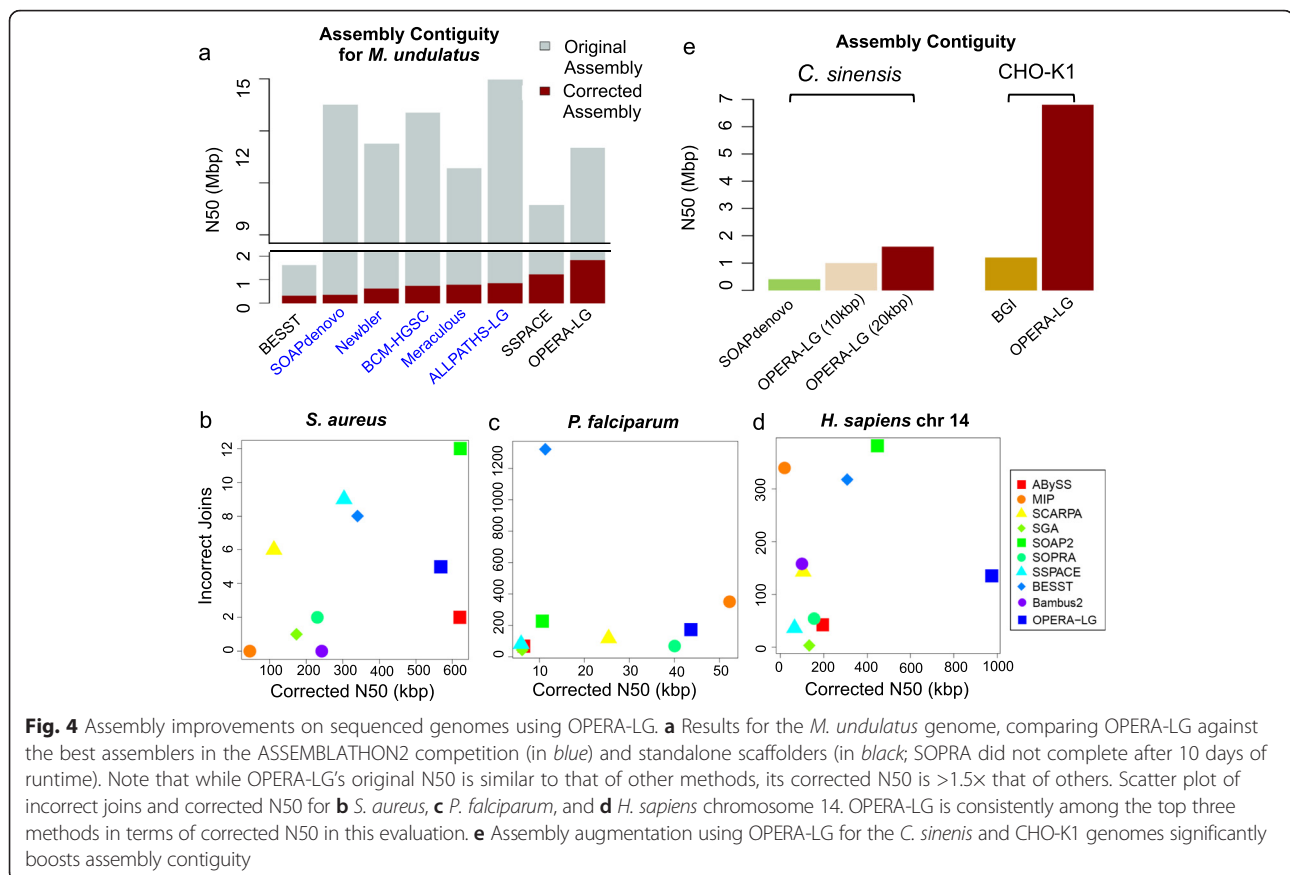 a
Assembly Contiguity
for M. undulatus
Original
Assembly
Corrected
Assembly
N50 (Mbp)
15
12
9
2
1
0
BESST
SOAPdenovo
Newbler
BCM-HGSC
Meraculous
ALLPATHS-LG
SSPACE
OPERA-LG
e
Assembly Contiguity
C. sinensis
CHO-K1
N50 (Mbp)
7
6
5
4
3
2
1
0
SOAPdenovo
OPERA-LG (10kbp)
OPERA-LG (20kbp)
BGI
OPERA-LG
b
S. aureus
Incorrect Joins
12
10
8
6
4
2
0
100 200 300 400 500 600
Corrected N50 (kbp)
c
P. falciparum
1200
1000
800
600
400
200
0
10 20 30 40 50
Corrected N50 (kbp)
d
H. sapiens chr 14
300
200
100
0
0 200 400 600 800 1000
Corrected N50 (kbp)
ABySS
MIP
SCARPA
SGA
SOAP2
SOPRA
SSPACE
BESST
Bambus2
OPERA-LG
Fig. 4 Assembly improvements on sequenced genomes using OPERA-LG. a Results for the M. undulatus genome, comparing OPERA-LG against
the best assemblers in the ASSEMBLATHON2 competition (in blue) and standalone scaffolders (in black; SOPRA did not complete after 10 days of
runtime). Note that while OPERA-LG's original N50 is similar to that of other methods, its corrected N50 is >1.5× that of others. Scatter plot of
incorrect joins and corrected N50 for b S. aureus, c P. falciparum, and d H. sapiens chromosome 14. OPERA-LG is consistently among the top three
methods in terms of corrected N50 in this evaluation. e Assembly augmentation using OPERA-LG for the C. sinenis and CHO-K1 genomes significantly
boosts assembly contiguity